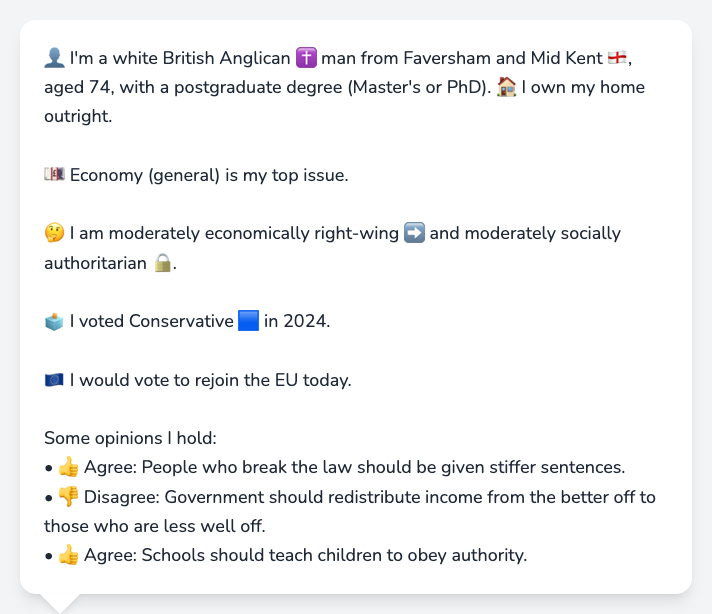 👤 I'm a white British Anglican ✝️ man from Faversham and Mid Kent 🏴󠁧󠁢󠁥󠁮󠁧󠁿,
aged 74, with a postgraduate degree (Master's or PhD). 🏠 I own my home
outright.
💷 Economy (general) is my top issue.
🤔 I am moderately economically right-wing ➡️ and moderately socially
authoritarian 🔒.
🗳️ I voted Conservative 🟦 in 2024.
🇪🇺 I would vote to rejoin the EU today.
Some opinions I hold:
• 👍 Agree: People who break the law should be given stiffer sentences.
• 👎 Disagree: Government should redistribute income from the better off to
those who are less well off.
• 👍 Agree: Schools should teach children to obey authority.